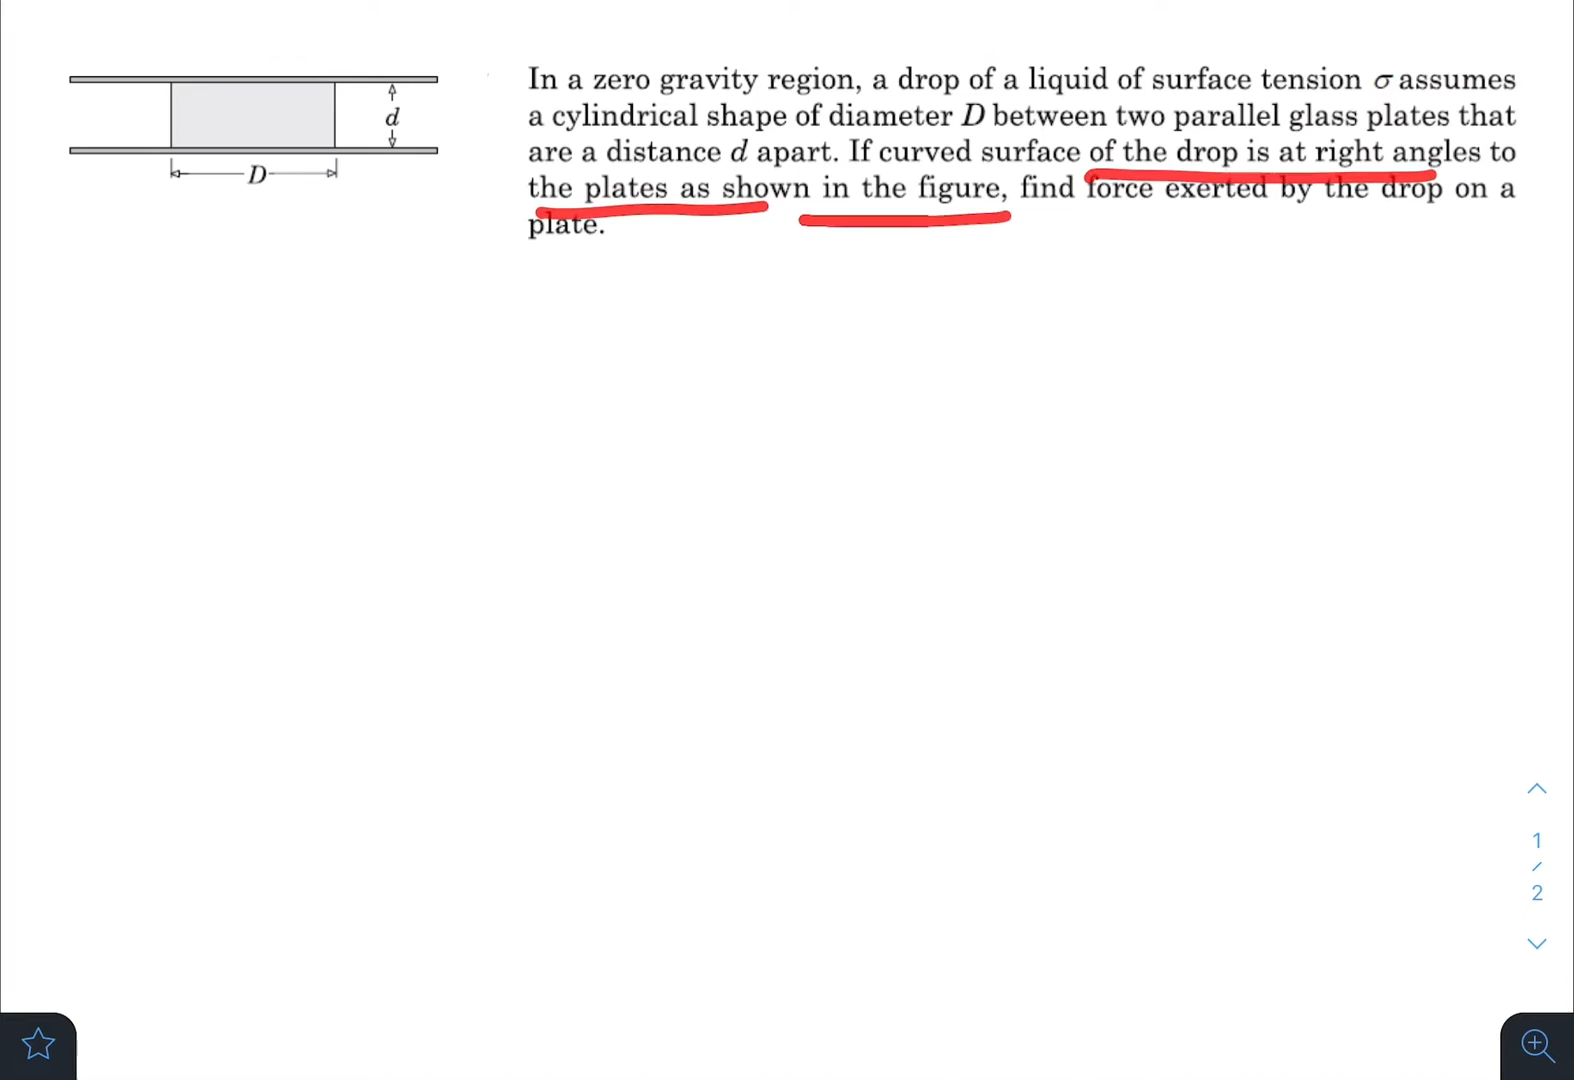 In a zero gravity region, a drop of a liquid of surface tension σ assumes
a cylindrical shape of diameter D between two parallel glass plates that
are a distance d apart. If curved surface of the drop is at right angles to
the plates as shown in the figure, find force exerted by the drop on a
plate.
d
D
1
/
2